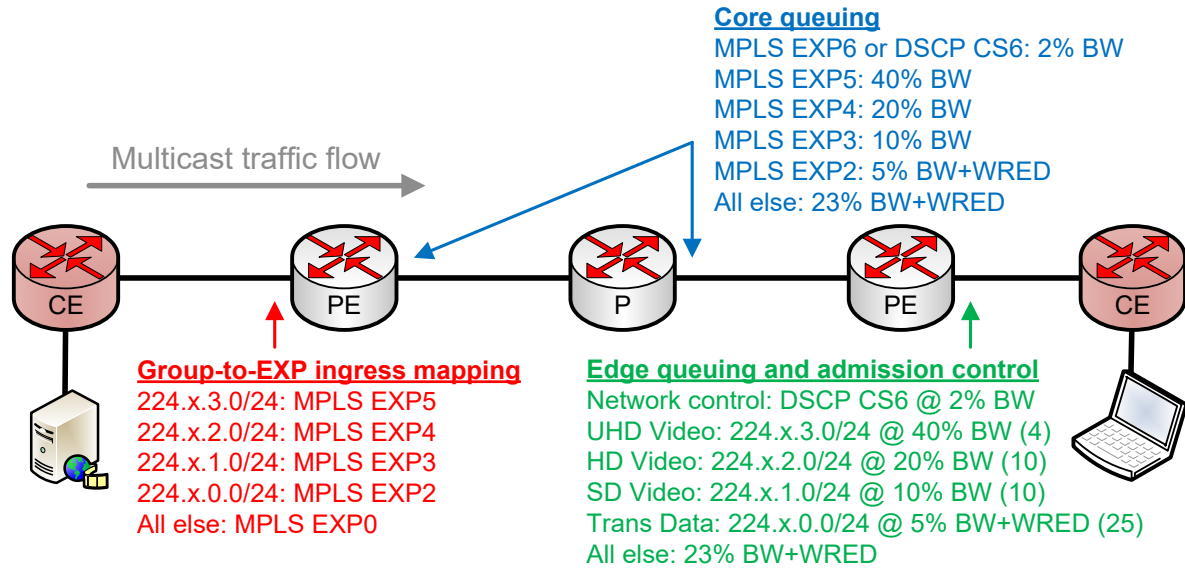 Core queuing
MPLS EXP6 or DSCP CS6: 2% BW
MPLS EXP5: 40% BW
MPLS EXP4: 20% BW
MPLS EXP3: 10% BW
MPLS EXP2: 5% BW+WRED
All else: 23% BW+WRED
Multicast traffic flow
CE
PE
P
PE
CE
Group-to-EXP ingress mapping
224.x.3.0/24: MPLS EXP5
224.x.2.0/24: MPLS EXP4
224.x.1.0/24: MPLS EXP3
224.x.0.0/24: MPLS EXP2
All else: MPLS EXP0
Edge queuing and admission control
Network control: DSCP CS6 @ 2% BW
UHD Video: 224.x.3.0/24 @ 40% BW (4)
HD Video: 224.x.2.0/24 @ 20% BW (10)
SD Video: 224.x.1.0/24 @ 10% BW (10)
Trans Data: 224.x.0.0/24 @ 5% BW+WRED (25)
All else: 23% BW+WRED